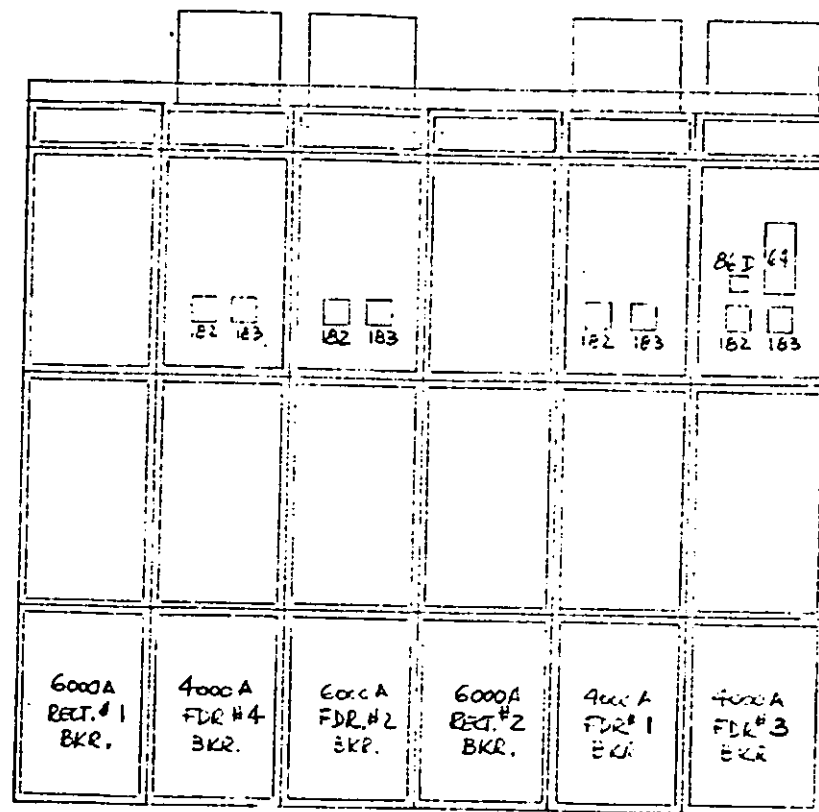 86I 64
182 183
182 183
182 183
182 183
6000A
RECT.#1
BKR.
4000A
FDR #4
BKR.
6000A
FDR.#2
BKR.
6000A
RECT.#2
BKR.
4000A
FDR#1
BKR
4000A
FDR#3
BKR